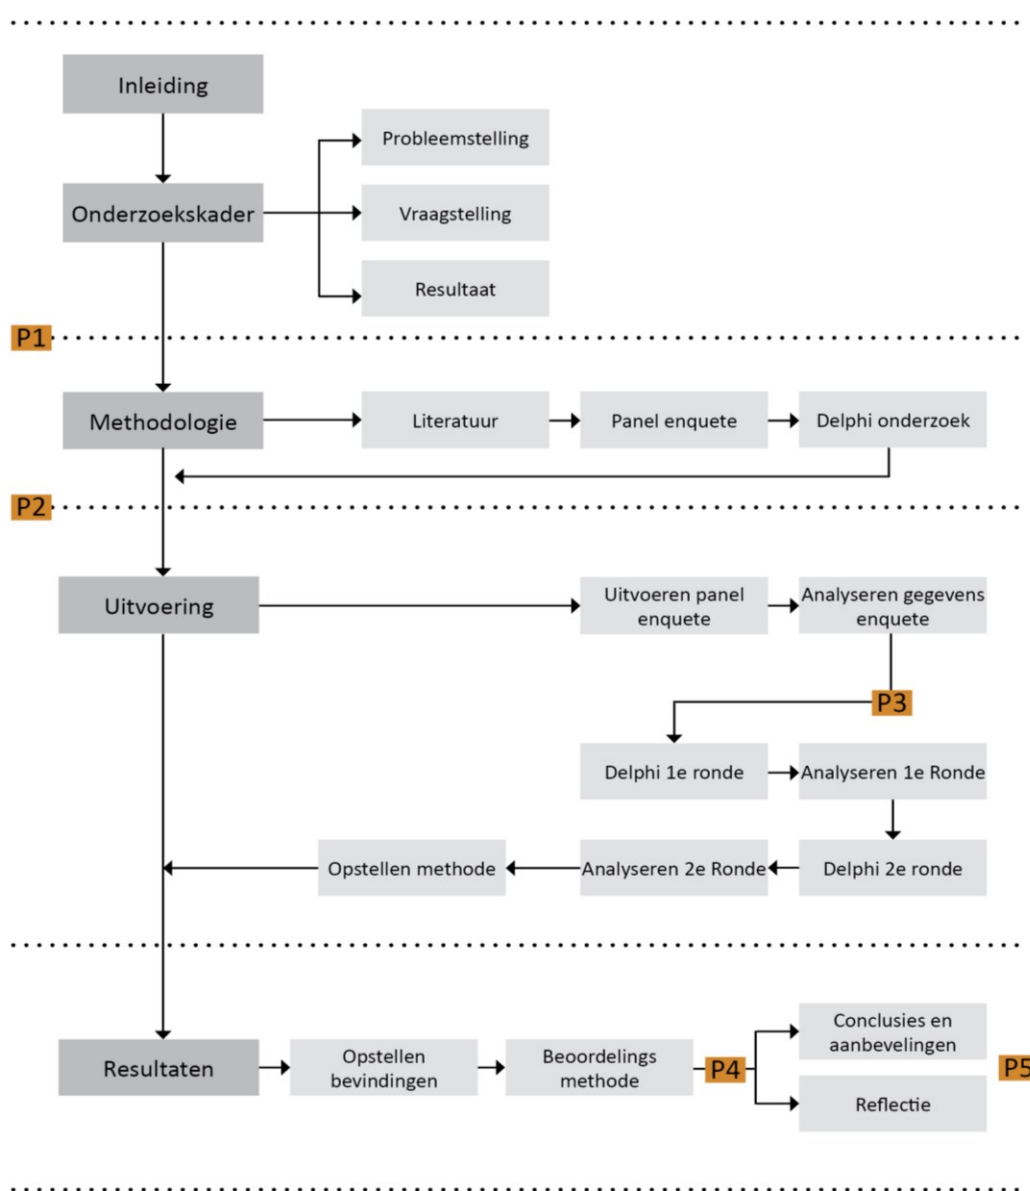 Inleiding
Probleemstelling
Onderzoekskader
Vraagstelling
Resultaat
P1
Methodologie
Literatuur
Panel enquete
Delphi onderzoek
P2
Uitvoering
Uitvoeren panel
enquete
Analyseren gegevens
enquete
P3
Delphi 1e ronde
Analyseren 1e Ronde
Opstellen methode
Analyseren 2e Ronde
Delphi 2e ronde
Resultaten
Opstellen
bevindingen
Beoordelings
methode
P4
Conclusies en
aanbevelingen
Reflectie
P5